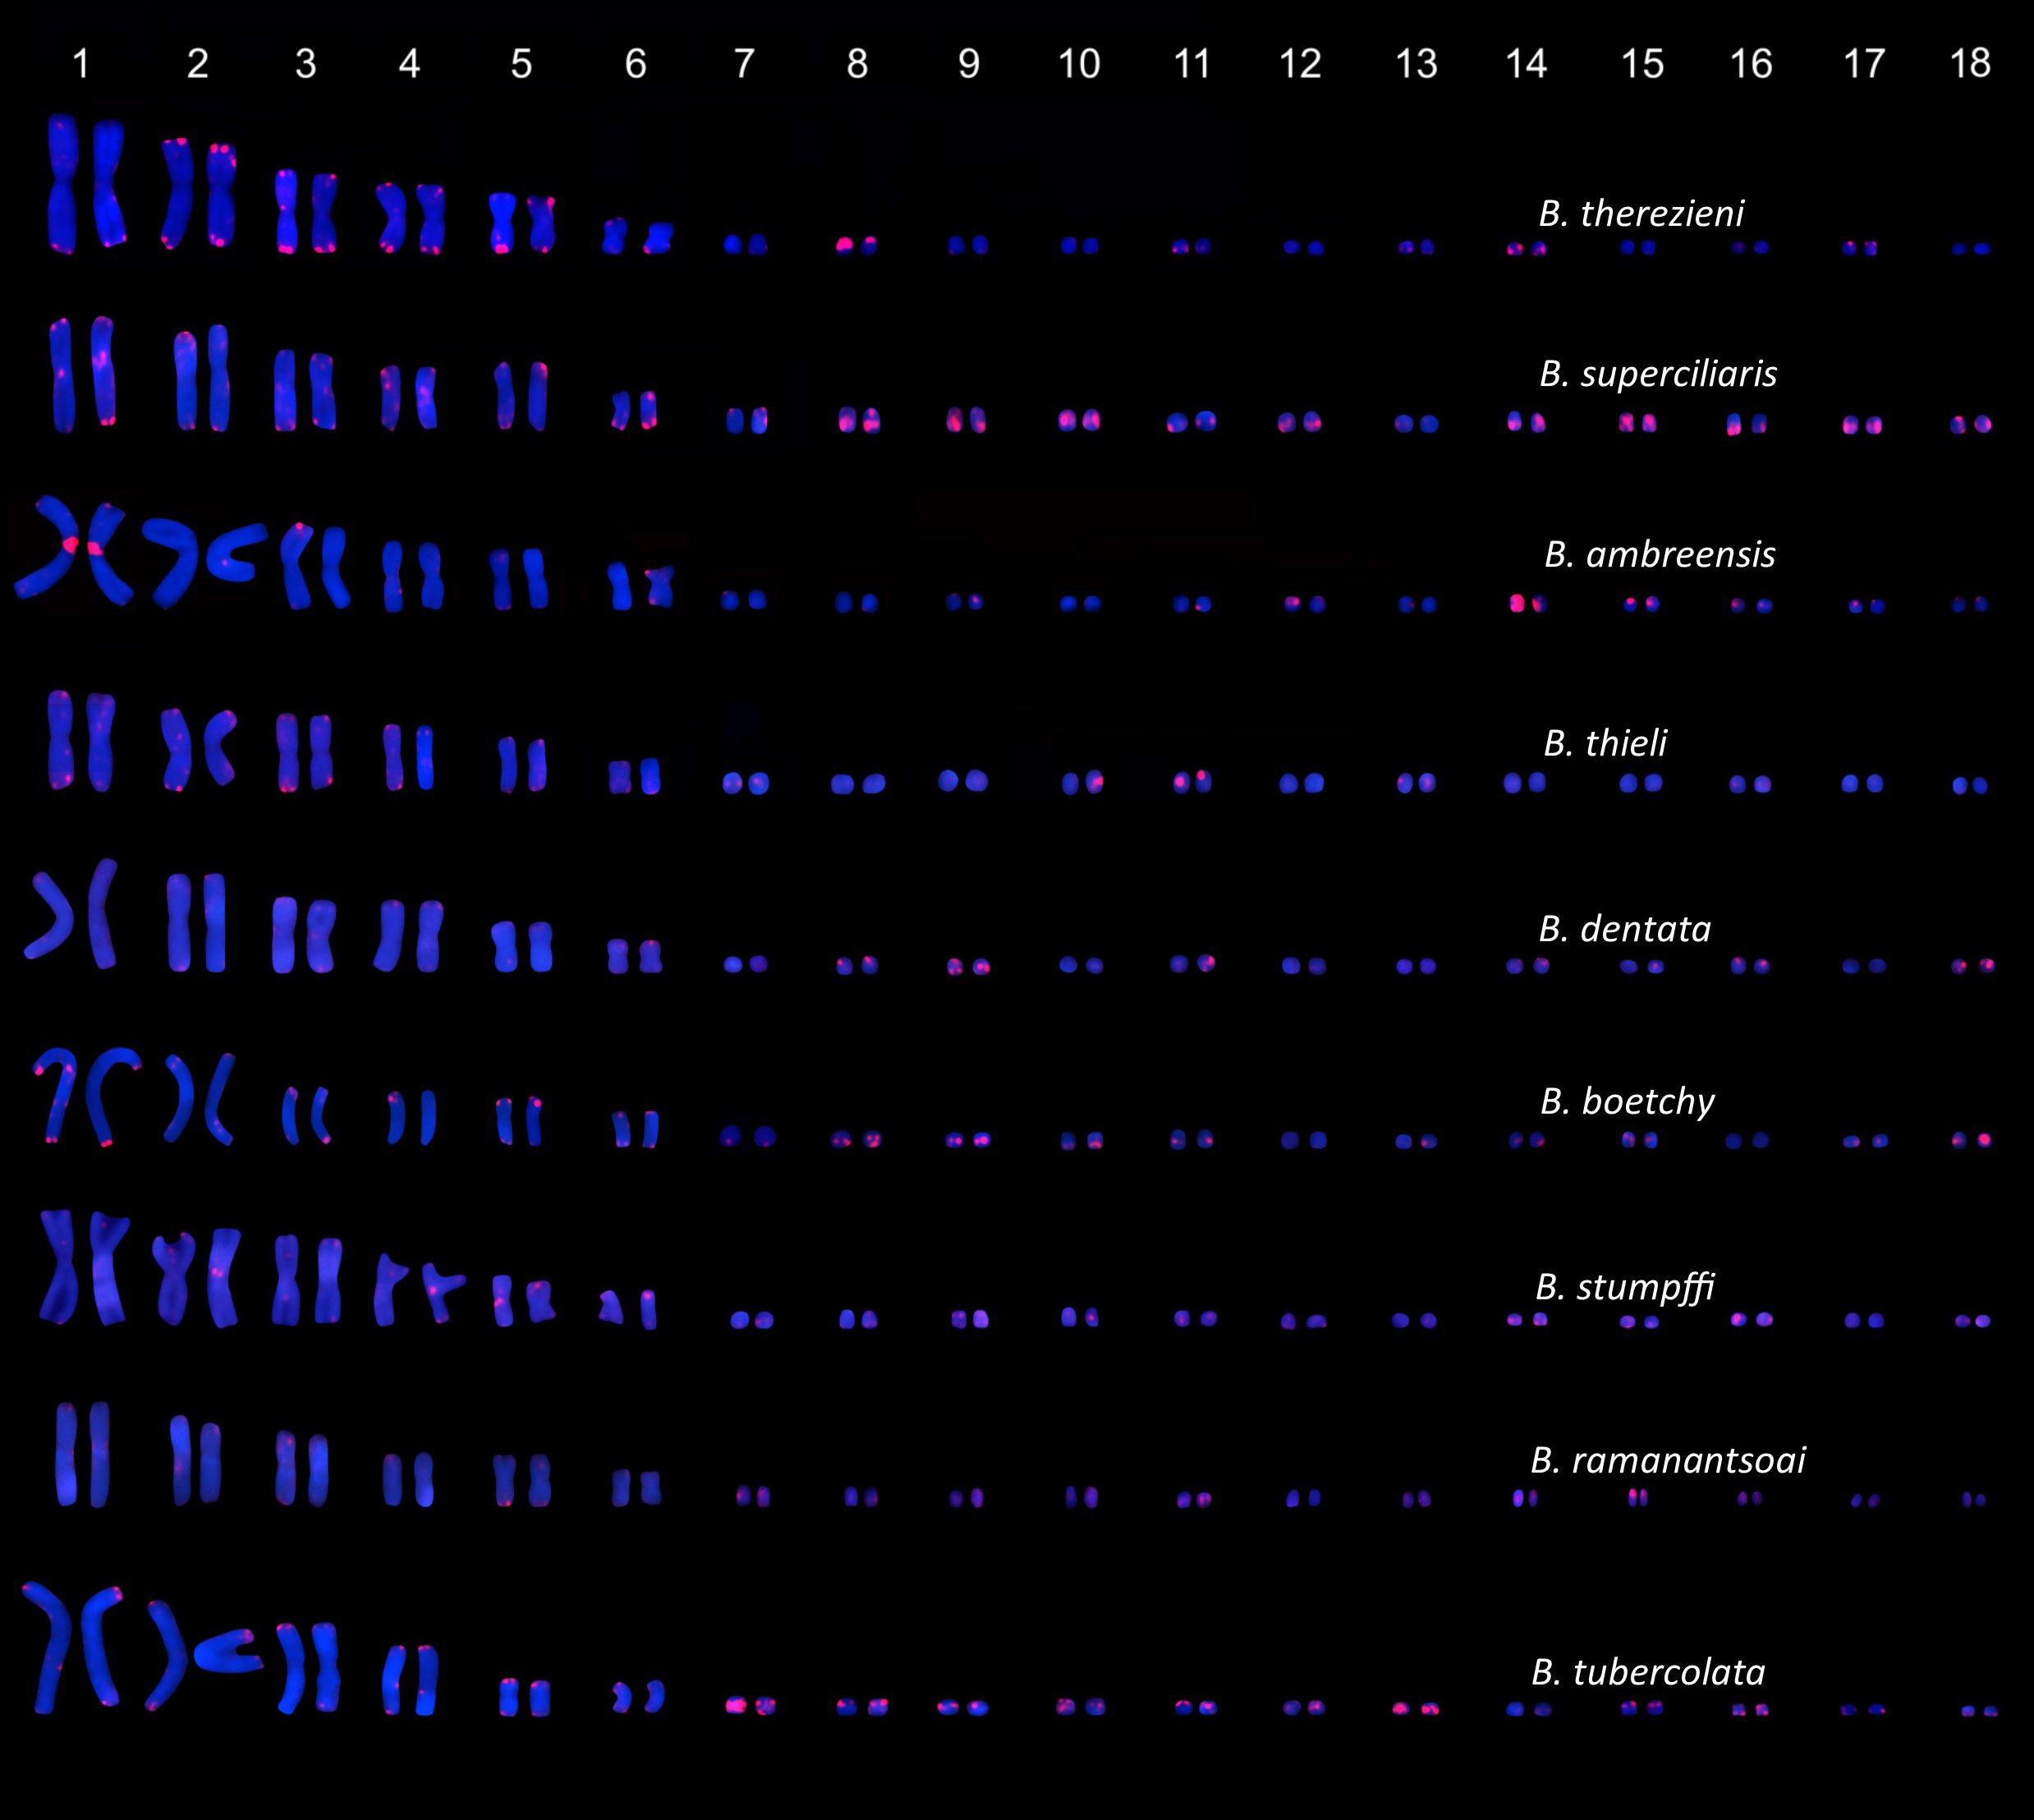 1 2 3 4 5 6 7 8 9 10 11 12 13 14 15 16 17 18
B. therezieni
B. superciliaris
B. ambreensis
B. thieli
B. dentata
B. boetchy
B. stumpffi
B. ramanantsoai
B. tubercolata